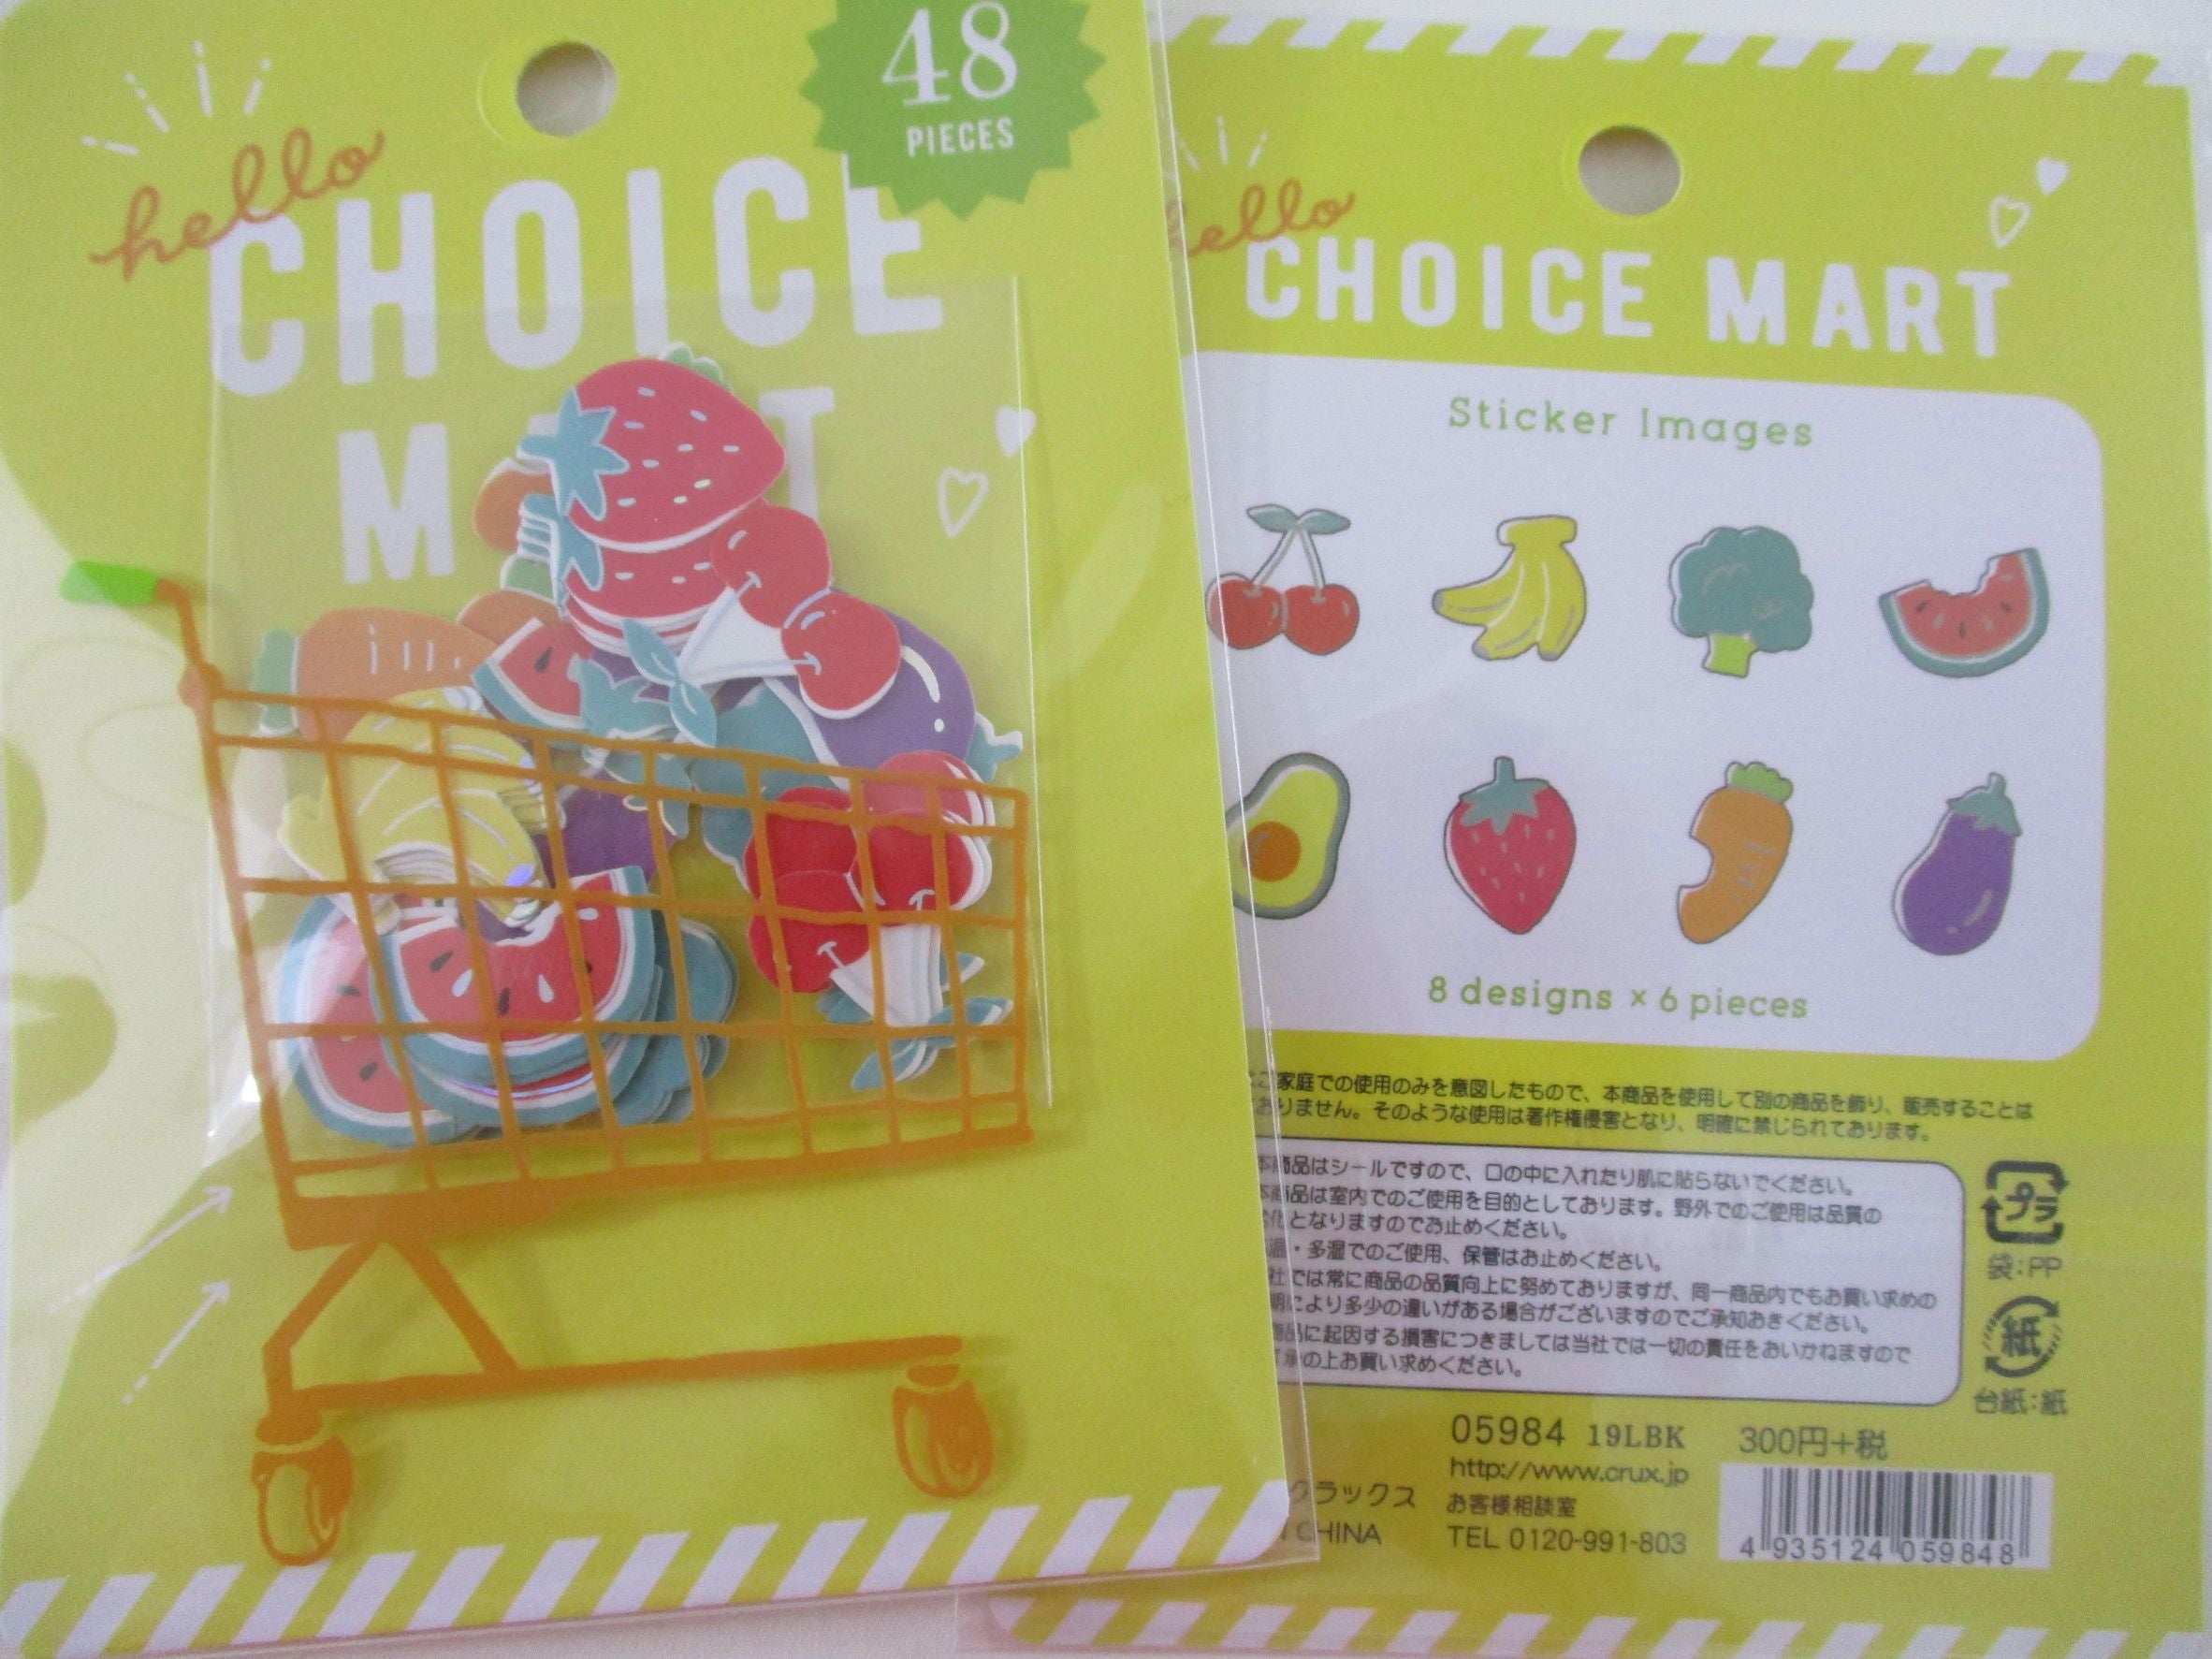 48
PIECES
hello
CHOICE
M T
hello
CHOICE MART
Sticker Images
8 designs × 6 pieces
ご家庭での使用のみを意図したもので、本商品を使用して別の商品を飾り、販売することは
おりません。そのような使用は著作権侵害となり、明確に禁じられております。
本商品はシールですので、口の中に入れたり肌に貼らないでください。
本商品は室内でのご使用を目的としております。野外でのご使用は品質の
劣化となりますのでお止めください。
温・多湿でのご使用、保管はお止めください。
社では常に商品の品質向上に努めておりますが、同一商品内でもお買い求めの
期により多少の違いがある場合がございますのでご承知おきください。
商品に起因する損害につきましては当社では一切の責任をおいかねますので
了承の上お買い求めください。
プラ
袋:PP
紙
台紙:紙
05984 19LBK
300円+税
http://www.crux.jp
クラックス
お客様相談室
CHINA
TEL 0120-991-803
4 935124 059848